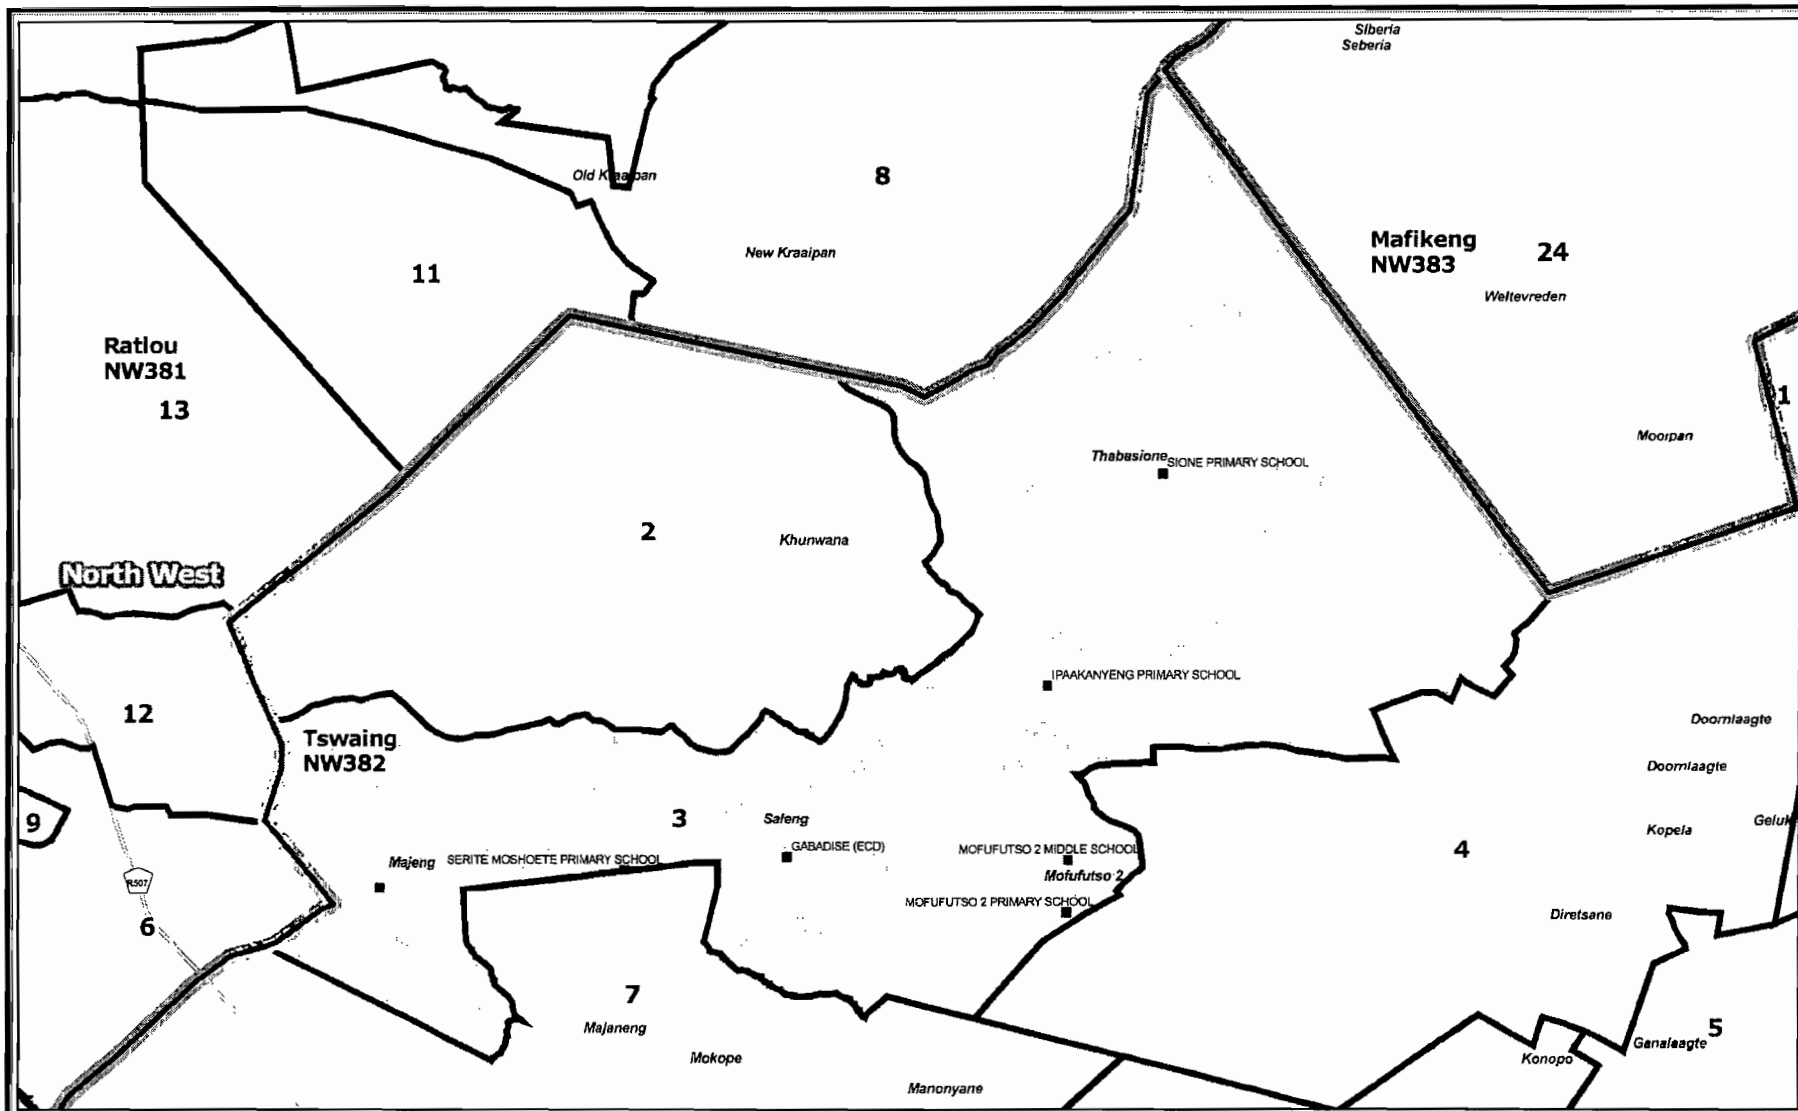 Siberia
Seberia
Old Kraaipan
8
New Kraaipan
11
Mafikeng
NW383
24
Weltevreden
Ratlou
NW381
13
1
Moorpan
Thabasione
SIONE PRIMARY SCHOOL
2
Khunwana
North West
IPAAKANYENG PRIMARY SCHOOL
12
Tswaing
NW382
Doornlaagte
Doornlaagte
9
3
Safeng
Kopela
Geluk
GABADISE (ECD)
MOFUFUTSO 2 MIDDLE SCHOOL
4
Majeng
SERITE MOSHOETE PRIMARY SCHOOL
Mofufutso 2
R507
MOFUFUTSO 2 PRIMARY SCHOOL
6
Diretsane
7
Majaneng
Mokope
5
Ganalaagte
Konopo
Manonyane